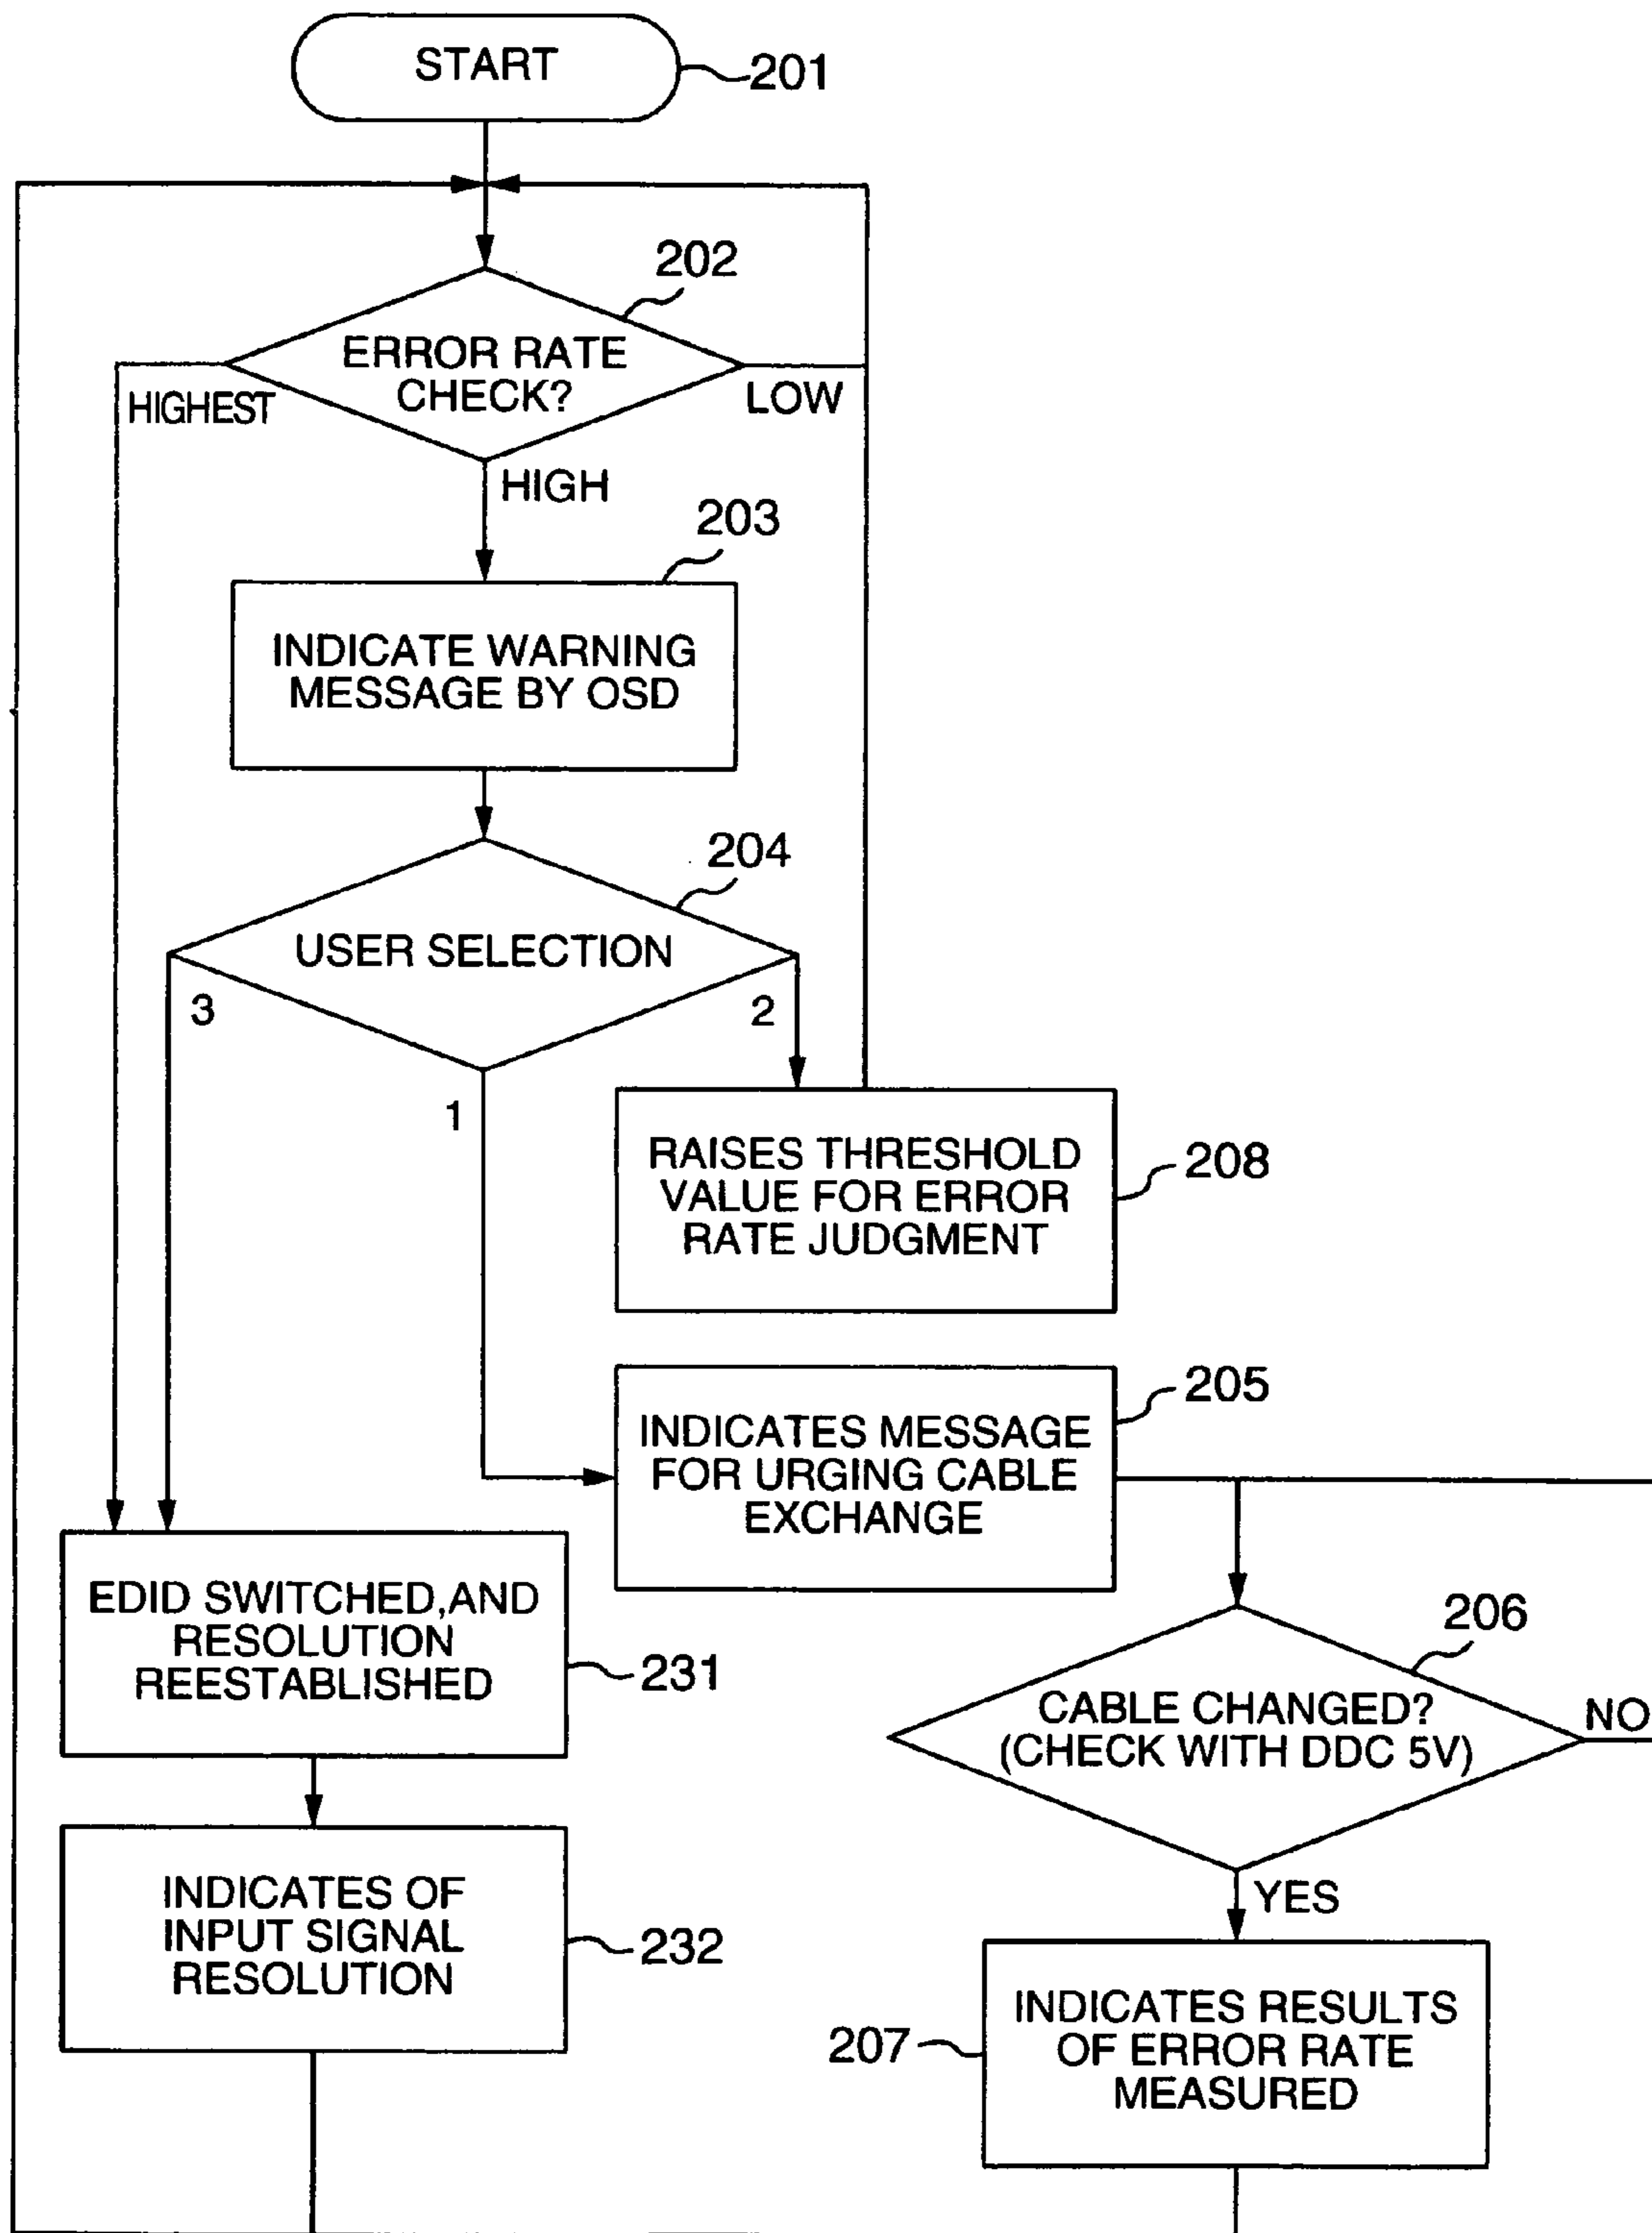 START
201
202
ERROR RATE
CHECK?
HIGHEST
LOW
HIGH
203
INDICATE WARNING
MESSAGE BY OSD
204
USER SELECTION
3
2
1
RAISES THRESHOLD
VALUE FOR ERROR
RATE JUDGMENT
208
205
INDICATES MESSAGE
FOR URGING CABLE
EXCHANGE
EDID SWITCHED,AND
RESOLUTION
REESTABLISHED
231
206
CABLE CHANGED?
(CHECK WITH DDC 5V)
NO
YES
INDICATES OF
INPUT SIGNAL
RESOLUTION
232
207
INDICATES RESULTS
OF ERROR RATE
MEASURED